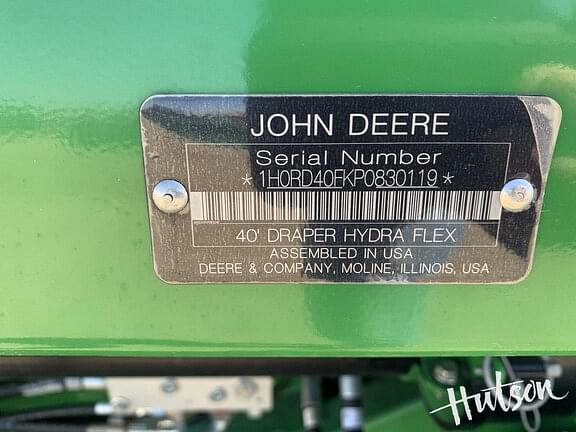 JOHN DEERE
Serial Number
*1H0RD40FKP0830119*
40' DRAPER HYDRA FLEX
ASSEMBLED IN USA
DEERE & COMPANY, MOLINE, ILLINOIS, USA
Hutson